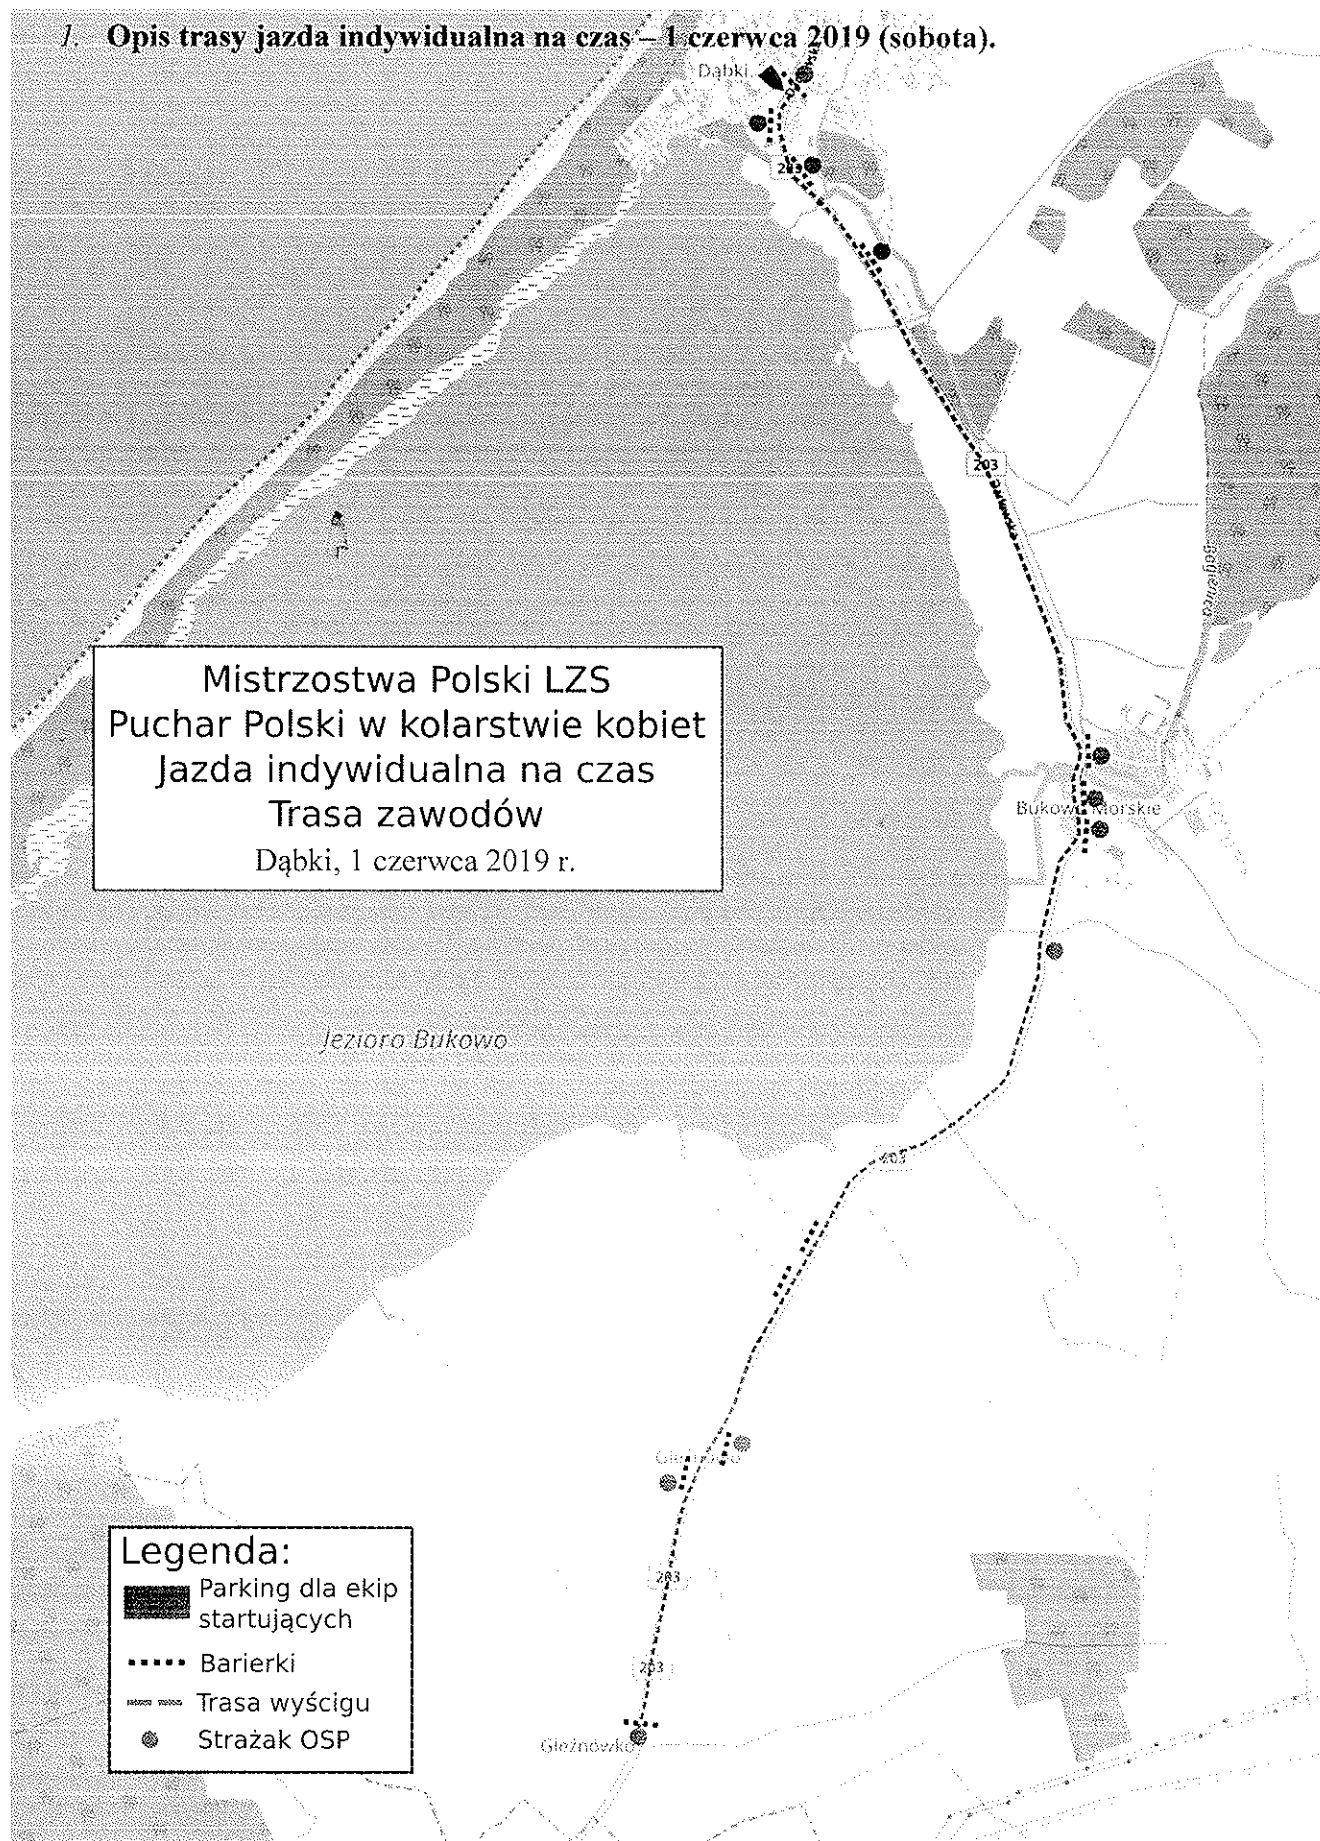 1. Opis trasy jazda indywidualna na czas – 1 czerwca 2019 (sobota).
Dąbki
203
203
Bagienica
Mistrzostwa Polski LZS
Puchar Polski w kolarstwie kobiet
Jazda indywidualna na czas
Trasa zawodów
Dąbki, 1 czerwca 2019 r.
Bukowo Morskie
Jezioro Bukowo
203
203
203
Gleźnówko
Legenda:
Parking dla ekip
startujących
Barierki
Trasa wyścigu
Strażak OSP